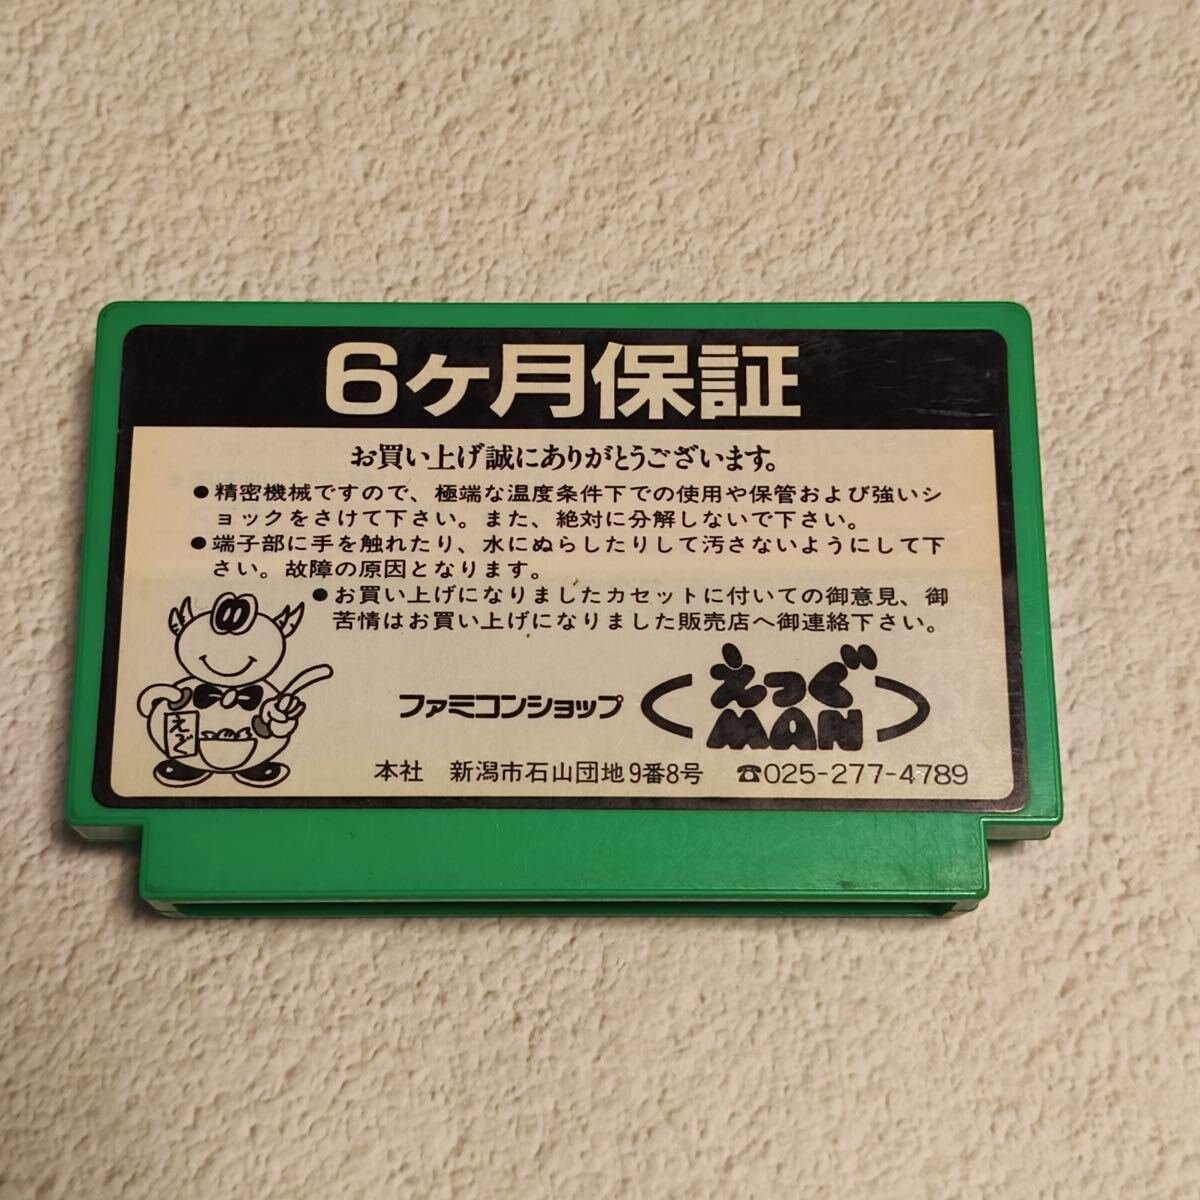 6ヶ月保証
お買い上げ誠にありがとうございます。
●精密機械ですので、極端な温度条件下での使用や保管および強いシ
ョックをさけて下さい。また、絶対に分解しないで下さい。
●端子部に手を触れたり、水にぬらしたりして汚さないようにして下
さい。故障の原因となります。
●お買い上げになりましたカセットに付いての御意見、御
苦情はお買い上げになりました販売店へ御連絡下さい。
ファミコンショップ
えっぐ
MAN
本社 新潟市石山団地9番8号 ☎025-277-4789